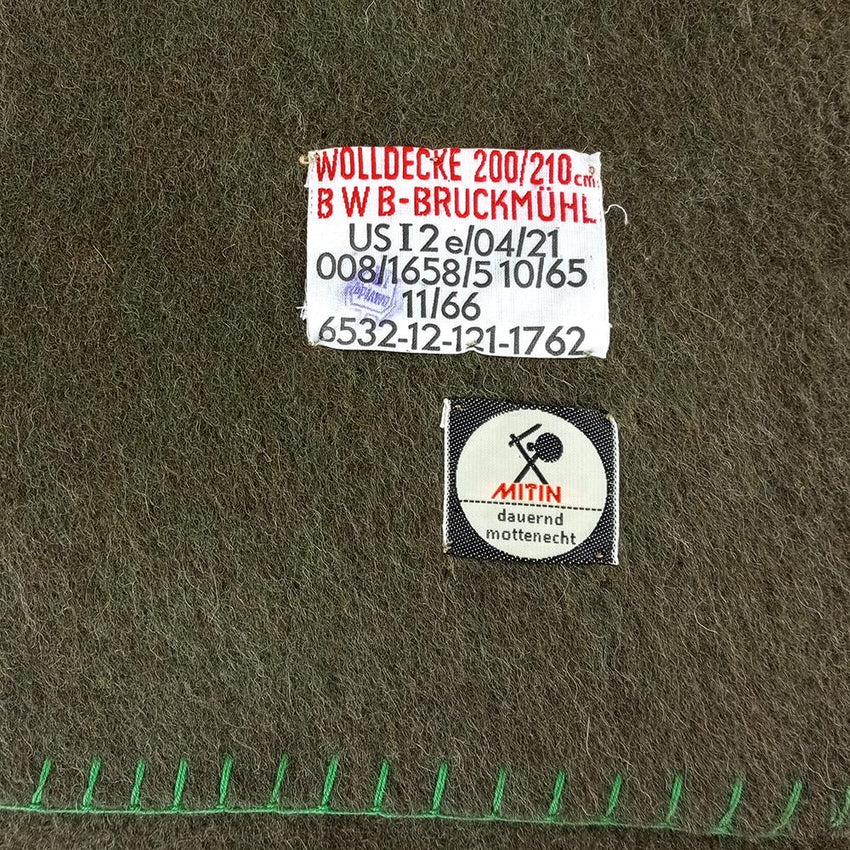 WOLLDECKE 200/210cm
B W B-BRUCKMÜHL
US I 2 e/04/21
008/1658/5 10/65
11/66
6532-12-121-1762
MITIN
dauernd
mottenecht